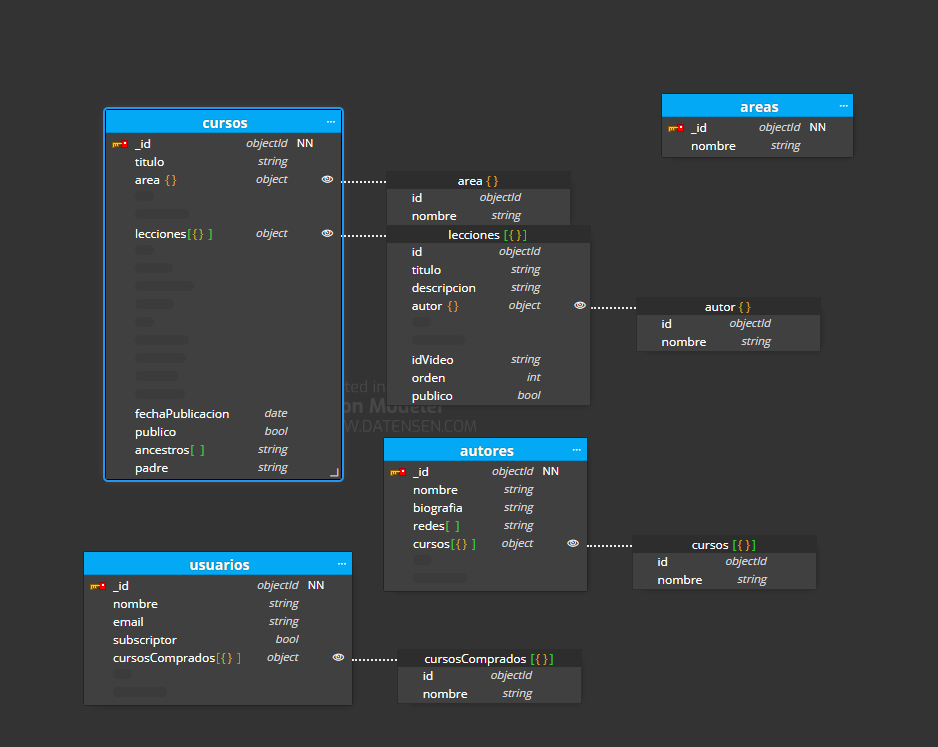 cursos ...
_id objectId NN
titulo string
area {} object
lecciones[{} ] object
fechaPublicacion date
publico bool
ancestros[ ] string
padre string
area {}
id objectId
nombre string
lecciones [{}]
id objectId
titulo string
descripcion string
autor {} object
idVideo string
orden int
publico bool
autor {}
id objectId
nombre string
areas ...
_id objectId NN
nombre string
ted in
on Modeler
W.DATENSEN.COM
autores ...
_id objectId NN
nombre string
biografia string
redes[ ] string
cursos[{} ] object
cursos [{}]
id objectId
nombre string
usuarios ...
_id objectId NN
nombre string
email string
subscriptor bool
cursosComprados[{} ] object
cursosComprados [{}]
id objectId
nombre string